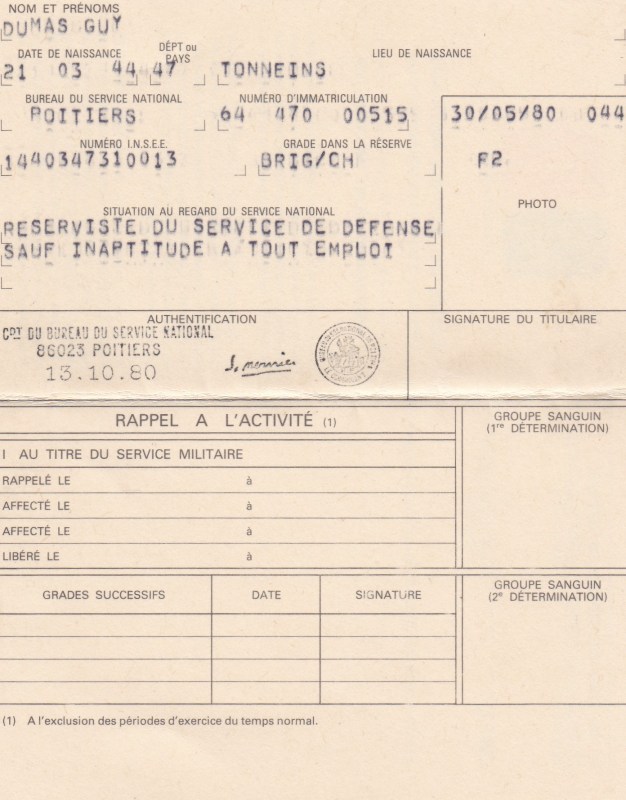 NOM ET PRÉNOMS
DUMAS GUY
DATE DE NAISSANCE DÉPT ou PAYS LIEU DE NAISSANCE
21 03 44 47 TONNEINS
BUREAU DU SERVICE NATIONAL NUMÉRO D'IMMATRICULATION
POITIERS 64 470 00515 30/05/80 044
NUMÉRO I.N.S.E.E. GRADE DANS LA RÉSERVE
1440347310013 BRIG/CH F2
PHOTO
SITUATION AU REGARD DU SERVICE NATIONAL
RESERVISTE DU SERVICE DE DEFENSE
SAUF INAPTITUDE A TOUT EMPLOI
AUTHENTIFICATION SIGNATURE DU TITULAIRE
CPT DU BUREAU DU SERVICE NATIONAL
86023 POITIERS
13.10.80
RAPPEL A L'ACTIVITÉ (1) GROUPE SANGUIN
(1re DÉTERMINATION)
I AU TITRE DU SERVICE MILITAIRE
RAPPELÉ LE à
AFFECTÉ LE à
AFFECTÉ LE à
LIBÉRÉ LE à
GRADES SUCCESSIFS DATE SIGNATURE GROUPE SANGUIN
(2e DÉTERMINATION)
(1) A l'exclusion des périodes d'exercice du temps normal.